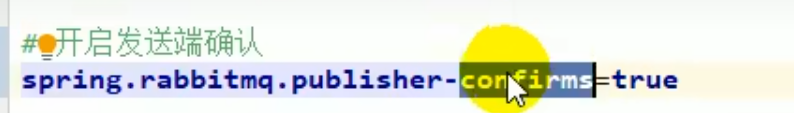 # 开启发送端确认
spring.rabbitmq.publisher-confirms=true